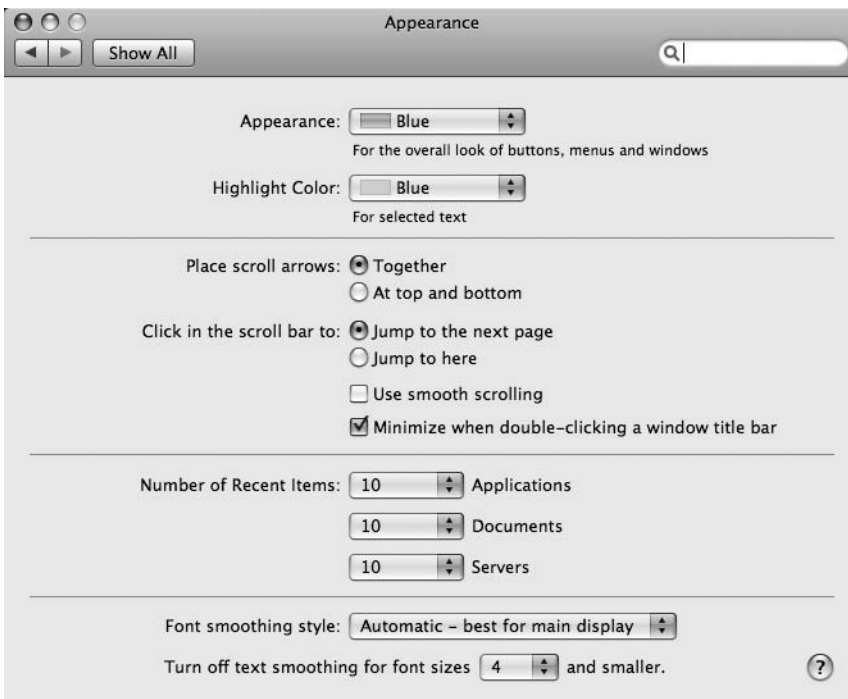 Appearance
Show All
Appearance: Blue
For the overall look of buttons, menus and windows
Highlight Color: Blue
For selected text
Place scroll arrows: Together
At top and bottom
Click in the scroll bar to: Jump to the next page
Jump to here
Use smooth scrolling
Minimize when double-clicking a window title bar
Number of Recent Items: 10 Applications
10 Documents
10 Servers
Font smoothing style: Automatic – best for main display
Turn off text smoothing for font sizes 4 and smaller.
?